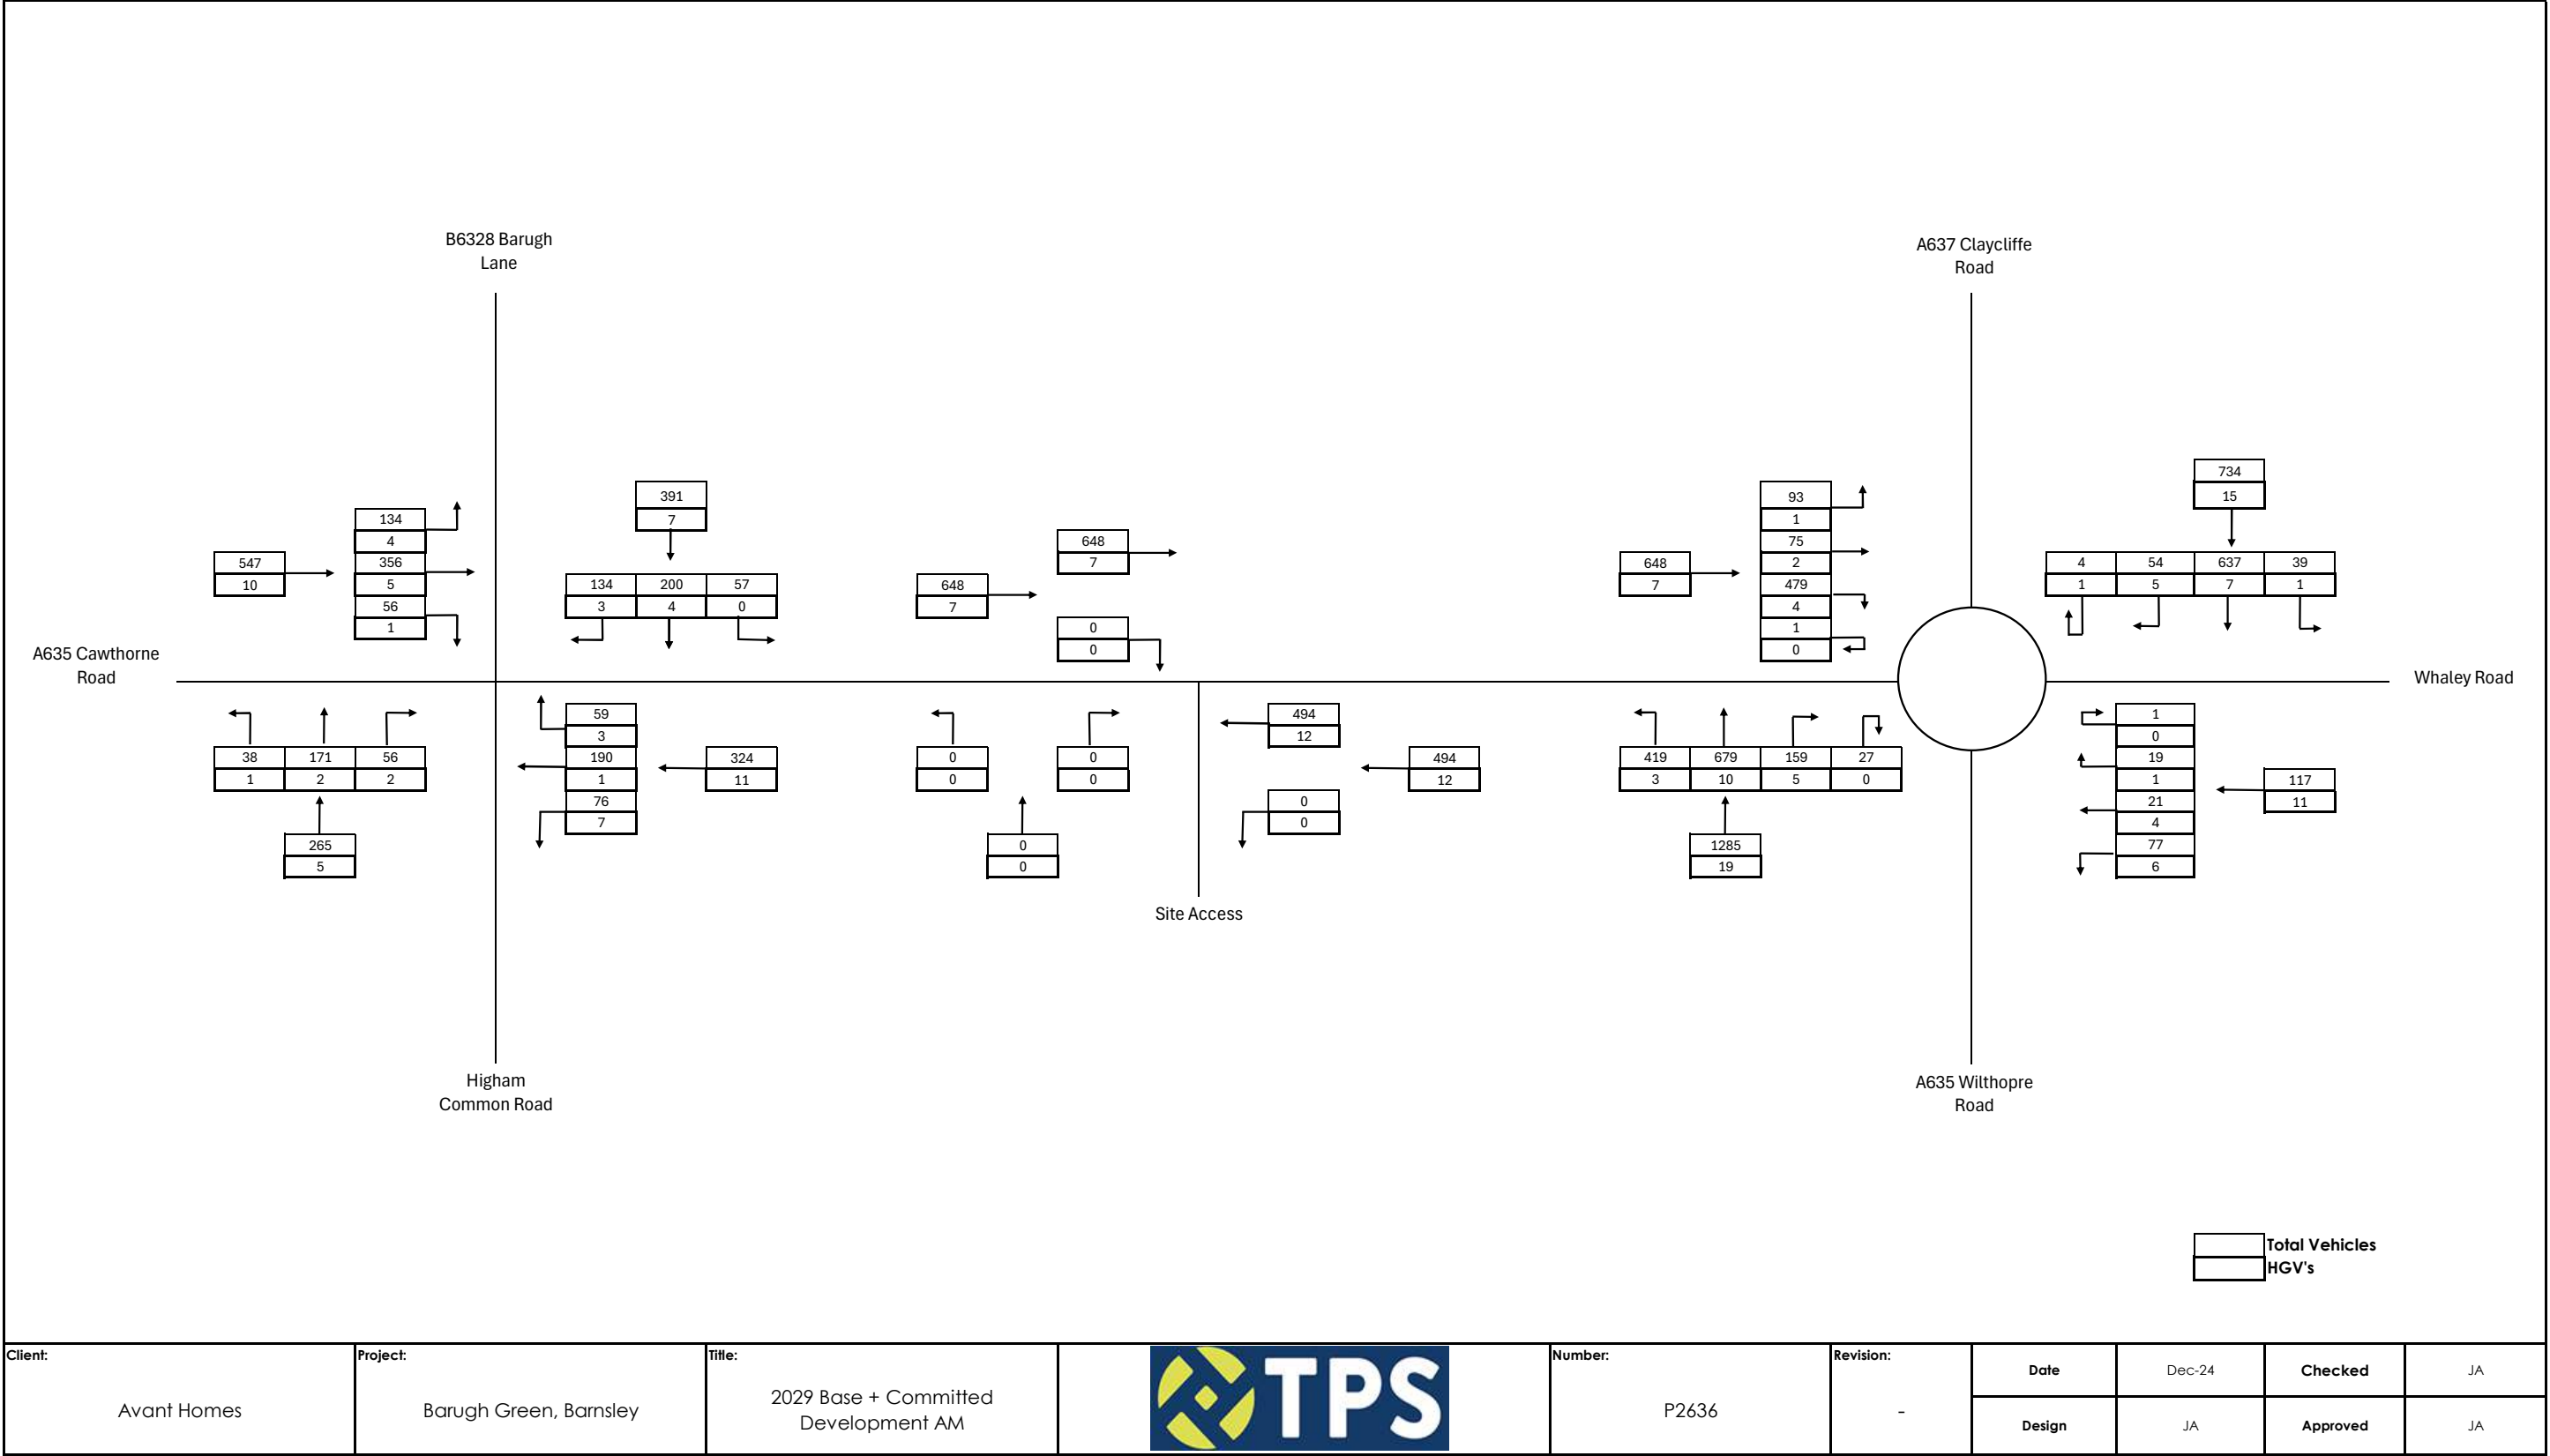 B6328 Barugh
Lane
A637 Claycliffe
Road
734
15
391
7
93
1
75
2
479
4
1
0
134
4
356
5
56
1
547
10
648
7
648
7
648
7
4 54 637 39
1 5 7 1
134 200 57
3 4 0
0
0
A635 Cawthorne
Road
Whaley Road
59
3
190
1
76
7
494
12
1
0
19
1
21
4
77
6
38 171 56
1 2 2
324
11
0
0
0
0
494
12
419 679 159 27
3 10 5 0
117
11
0
0
265
5
0
0
1285
19
Site Access
Higham
Common Road
A635 Wilthopre
Road
Total Vehicles
HGV's
Client:
Avant Homes
Project:
Barugh Green, Barnsley
Title:
2029 Base + Committed
Development AM
TPS
Number:
P2636
Revision:
-
Date Dec-24 Checked JA
Design JA Approved JA